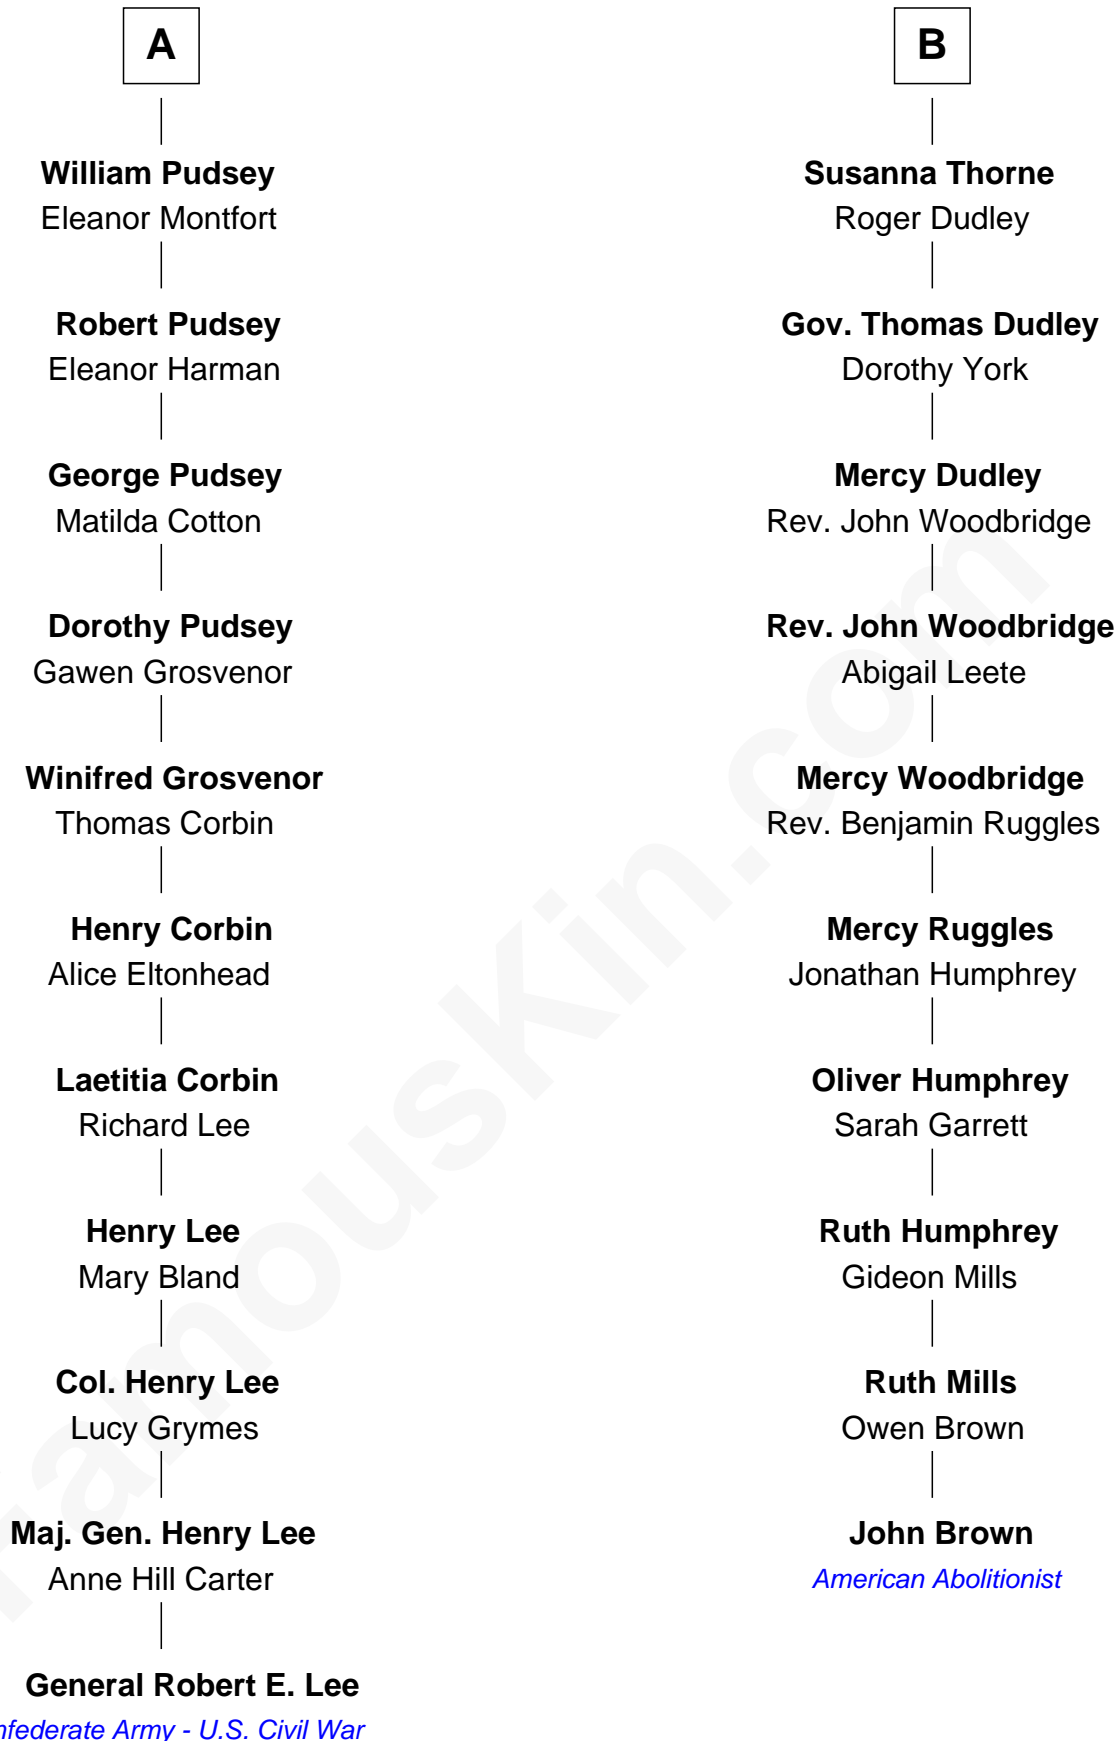 A
William Pudsey
Eleanor Montfort
Robert Pudsey
Eleanor Harman
George Pudsey
Matilda Cotton
Dorothy Pudsey
Gawen Grosvenor
Winifred Grosvenor
Thomas Corbin
Henry Corbin
Alice Eltonhead
Laetitia Corbin
Richard Lee
Henry Lee
Mary Bland
Col. Henry Lee
Lucy Grymes
Maj. Gen. Henry Lee
Anne Hill Carter
General Robert E. Lee
nfederate Army - U.S. Civil War
B
Susanna Thorne
Roger Dudley
Gov. Thomas Dudley
Dorothy York
Mercy Dudley
Rev. John Woodbridge
Rev. John Woodbridge
Abigail Leete
Mercy Woodbridge
Rev. Benjamin Ruggles
Mercy Ruggles
Jonathan Humphrey
Oliver Humphrey
Sarah Garrett
Ruth Humphrey
Gideon Mills
Ruth Mills
Owen Brown
John Brown
American Abolitionist
FamousKin.com